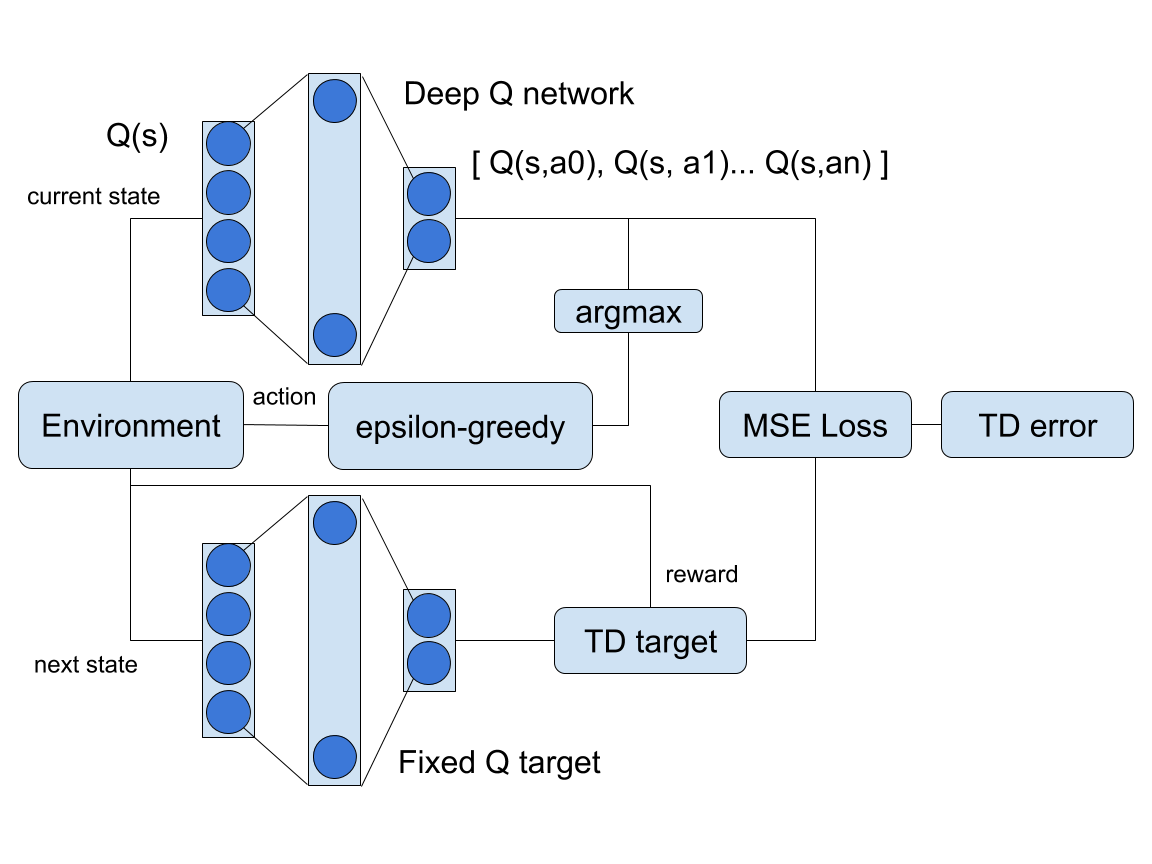 Deep Q network
Q(s)
[ Q(s,a0), Q(s, a1)... Q(s,an) ]
current state
argmax
action
Environment
epsilon-greedy
MSE Loss
TD error
reward
TD target
next state
Fixed Q target